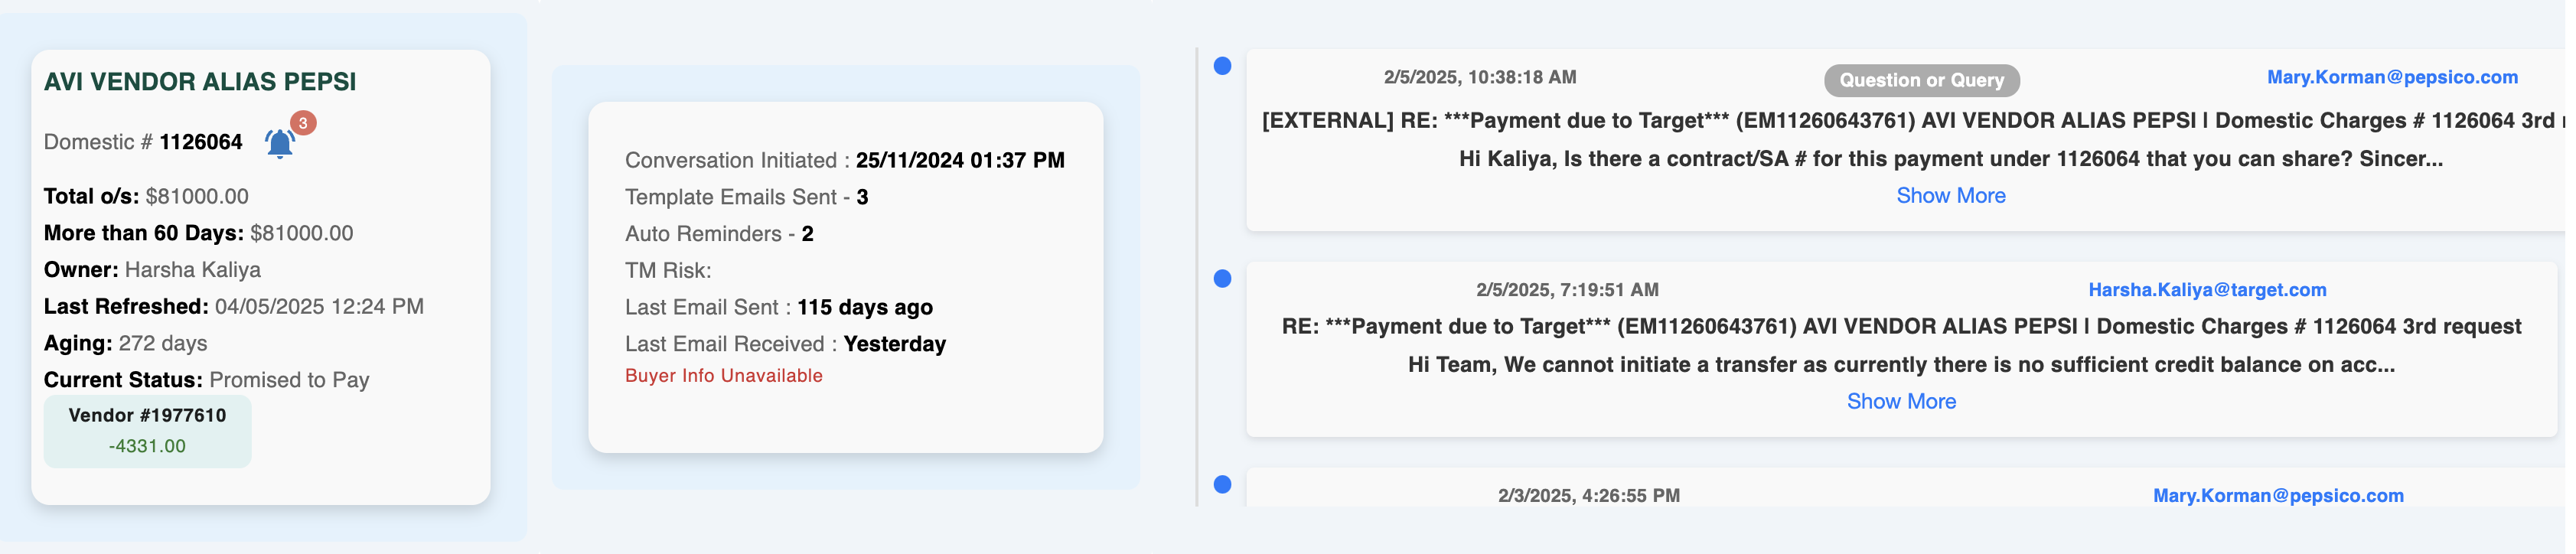 AVI VENDOR ALIAS PEPSI
Domestic # 1126064
3
Total o/s: $81000.00
More than 60 Days: $81000.00
Owner: Harsha Kaliya
Last Refreshed: 04/05/2025 12:24 PM
Aging: 272 days
Current Status: Promised to Pay
Vendor #1977610
-4331.00
Conversation Initiated : 25/11/2024 01:37 PM
Template Emails Sent - 3
Auto Reminders - 2
TM Risk:
Last Email Sent : 115 days ago
Last Email Received : Yesterday
Buyer Info Unavailable
2/5/2025, 10:38:18 AM
Question or Query
Mary.Korman@pepsico.com
[EXTERNAL] RE: ***Payment due to Target*** (EM11260643761) AVI VENDOR ALIAS PEPSI I Domestic Charges # 1126064 3rd
Hi Kaliya, Is there a contract/SA # for this payment under 1126064 that you can share? Sincer...
Show More
2/5/2025, 7:19:51 AM
Harsha.Kaliya@target.com
RE: ***Payment due to Target*** (EM11260643761) AVI VENDOR ALIAS PEPSI I Domestic Charges # 1126064 3rd request
Hi Team, We cannot initiate a transfer as currently there is no sufficient credit balance on acc...
Show More
2/3/2025, 4:26:55 PM
Mary.Korman@pepsico.com